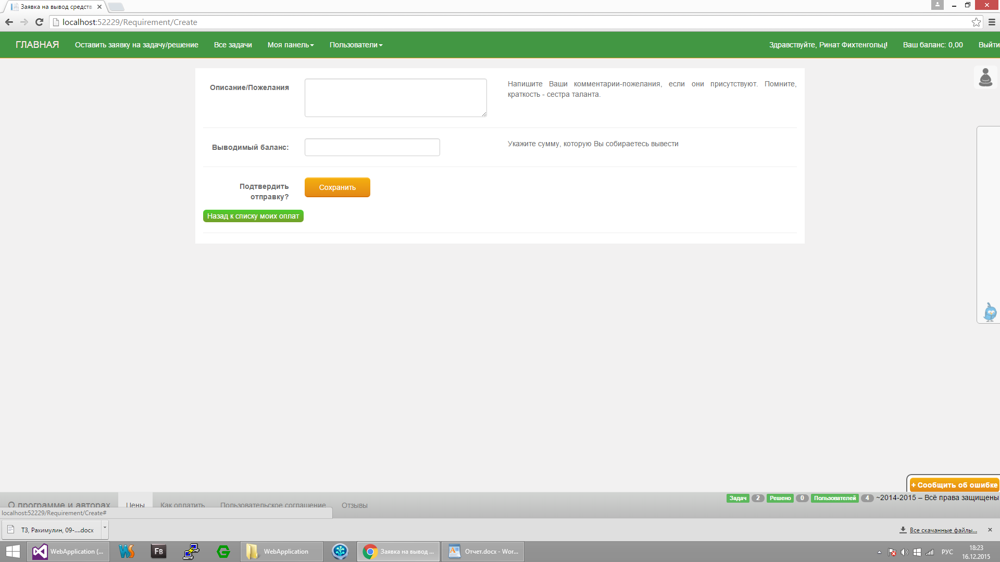 Заявка на вывод средств
localhost:52229/Requirement/Create
ГЛАВНАЯ Оставить заявку на задачу/решение Все задачи Моя панель Пользователи Здравствуйте, Ринат Фихтенгольц! Ваш баланс: 0,00 Выйти
Описание/Пожелания
Напишите Ваши комментарии-пожелания, если они присутствуют. Помните,
краткость - сестра таланта.
Выводимый баланс:
Укажите сумму, которую Вы собираетесь вывести
Подтвердить
отправку?
Сохранить
Назад к списку моих оплат
+ Сообщить об ошибке
О программе и авторах Цены Как оплатить Пользовательское соглашение Отзывы
Задач 2 Решено 0 Пользователей 4 ~2014-2015 – Всё права защищены
localhost:52229/Requirement/Create#
ТЗ, Рахимулин, 09-....docx
Все скачанные файлы...
WebApplication (...
FB
WebApplication
Заявка на вывод ...
Отчет.docx - Wor...
РУС
18:23
16.12.2015